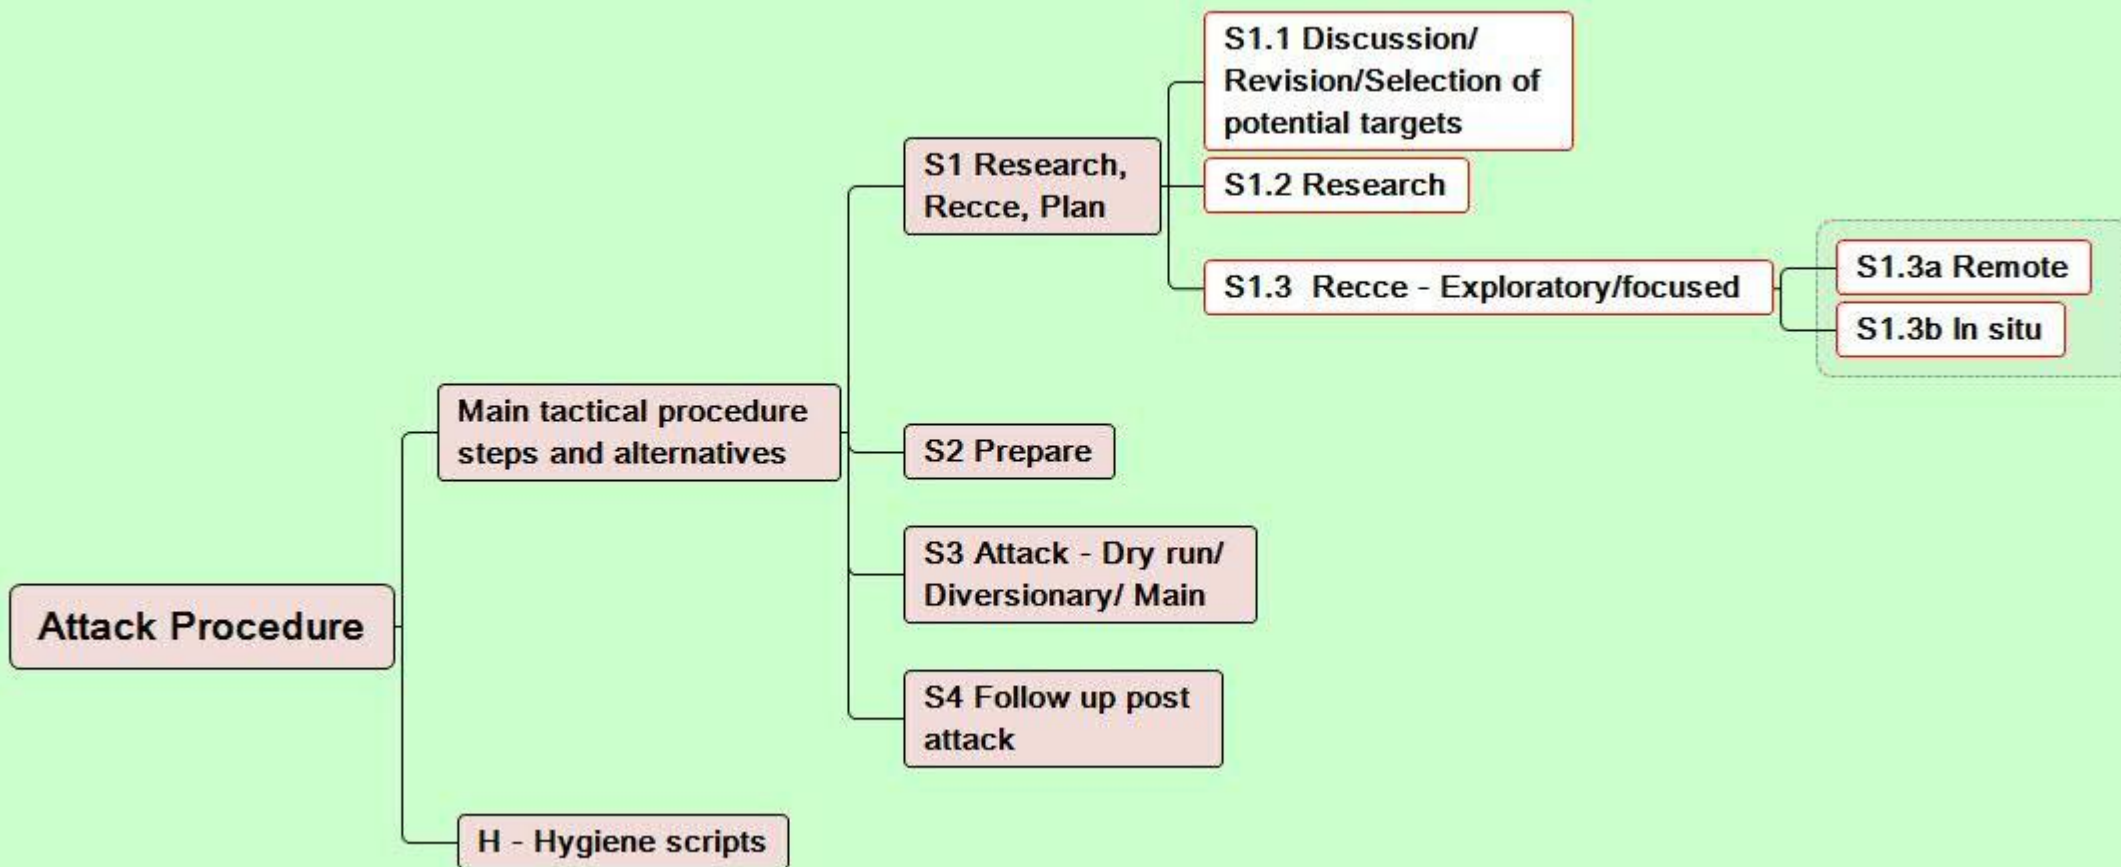 S1.1 Discussion/
Revision/Selection of
potential targets
S1 Research,
Recce, Plan
S1.2 Research
S1.3 Recce - Exploratory/focused
S1.3a Remote
S1.3b In situ
Main tactical procedure
steps and alternatives
S2 Prepare
S3 Attack - Dry run/
Diversionary/ Main
Attack Procedure
S4 Follow up post
attack
H - Hygiene scripts